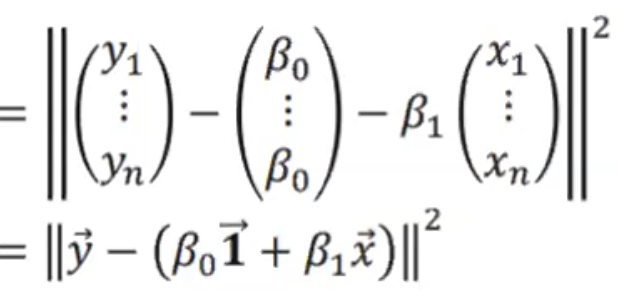 = ‖(y₁ ⋮ yₙ) − (β₀ ⋮ β₀) − β₁ (x₁ ⋮ xₙ)‖²
= ‖y⃗ − (β₀1⃗ + β₁x⃗)‖²